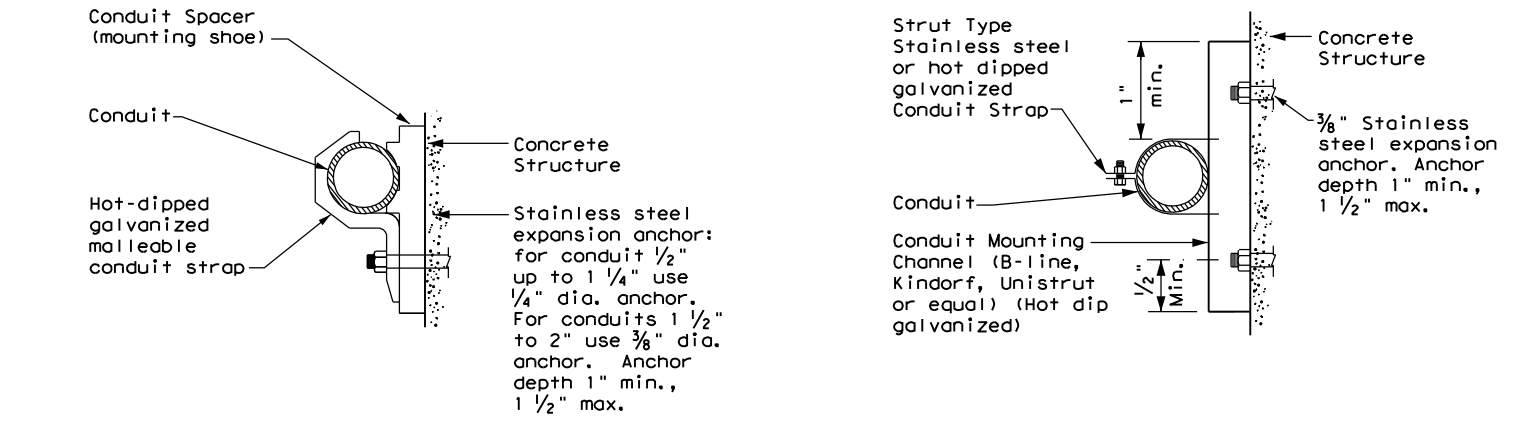 Conduit Spacer
(mounting shoe)
Conduit
Hot-dipped
galvanized
malleable
conduit strap
Concrete
Structure
Stainless steel
expansion anchor:
for conduit ½"
up to 1 ¼" use
¼" dia. anchor.
For conduits 1 ½"
to 2" use ⅜" dia.
anchor. Anchor
depth 1" min.,
1 ½" max.
Strut Type
Stainless steel
or hot dipped
galvanized
Conduit Strap
Conduit
Conduit Mounting
Channel (B-line,
Kindorf, Unistrut
or equal) (Hot dip
galvanized)
1"
min.
½"
Min.
Concrete
Structure
⅜" Stainless
steel expansion
anchor. Anchor
depth 1" min.,
1 ½" max.